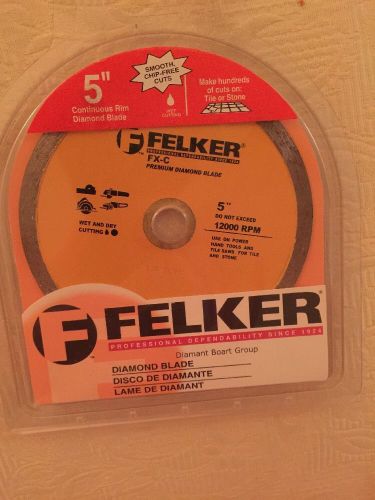 5"
Continuous Rim
Diamond Blade
SMOOTH,
CHIP-FREE
CUTS
WET
CUTTING
Make hundreds
of cuts on:
Tile or Stone
FELKER
PROFESSIONAL DEPENDABILITY SINCE 1924
FX-C
PREMIUM DIAMOND BLADE
WET AND DRY
CUTTING
5"
DO NOT EXCEED
12000 RPM
USE ON POWER
HAND TOOLS AND
TILE SAWS FOR TILE
AND STONE
FELKER
PROFESSIONAL DEPENDABILITY SINCE 1924
Diamant Boart Group
DIAMOND BLADE
DISCO DE DIAMANTE
LAME DE DIAMANT